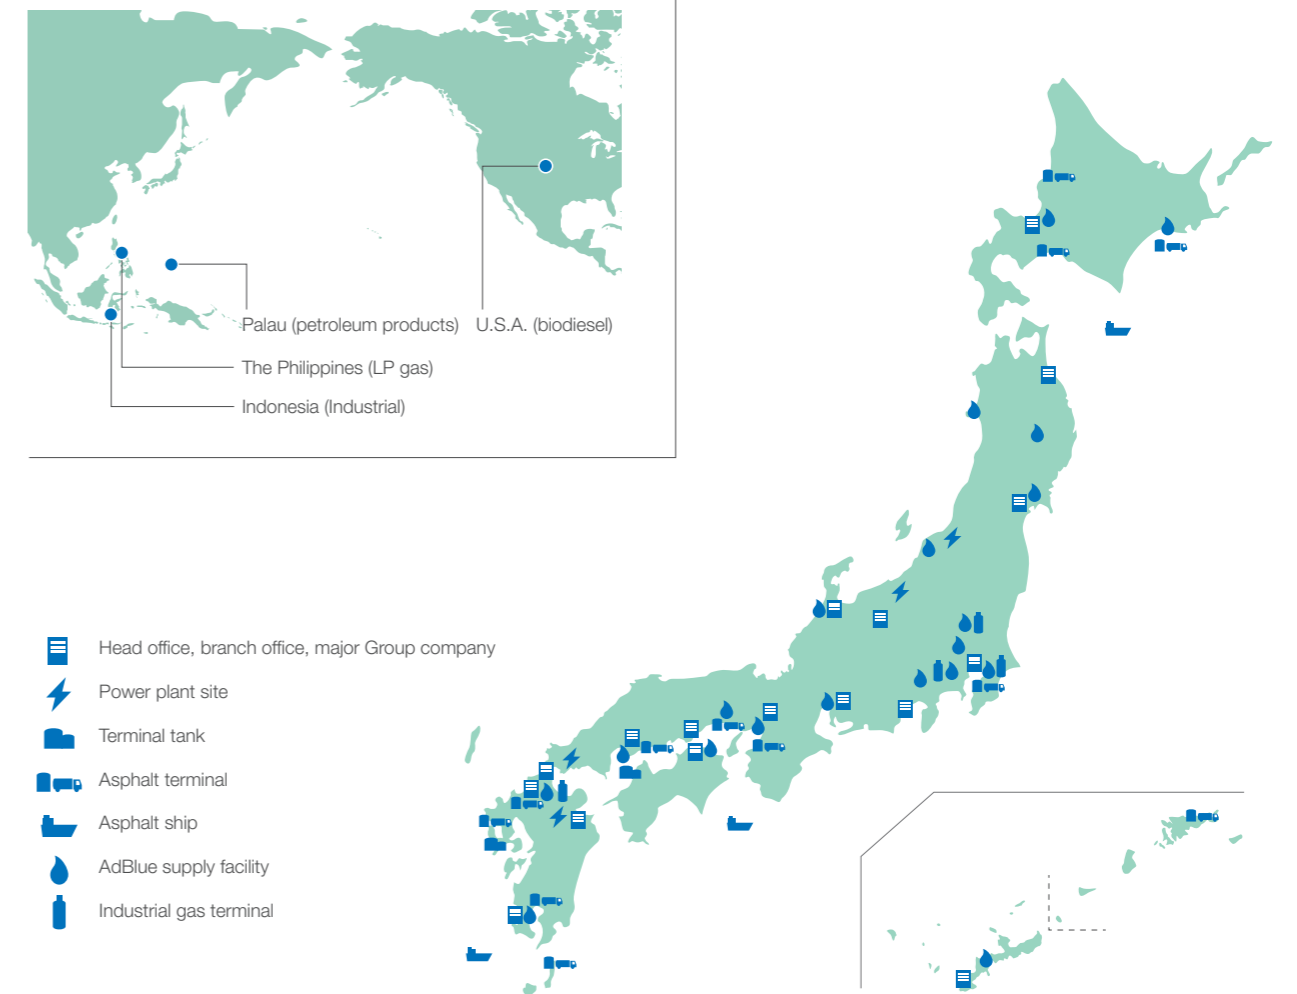 Palau (petroleum products)
U.S.A. (biodiesel)
The Philippines (LP gas)
Indonesia (Industrial)
Head office, branch office, major Group company
Power plant site
Terminal tank
Asphalt terminal
Asphalt ship
AdBlue supply facility
Industrial gas terminal